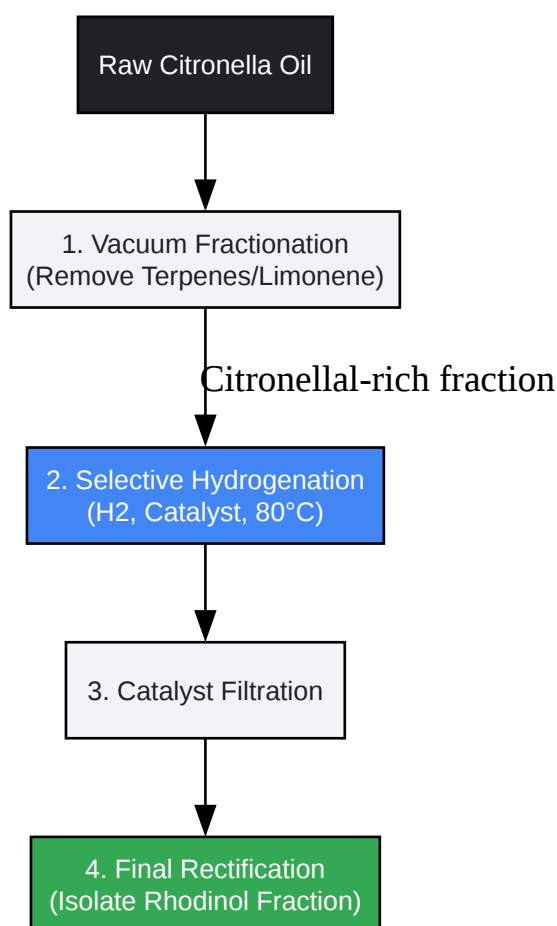 Raw Citronella Oil
1. Vacuum Fractionation
(Remove Terpenes/Limonene)
Citronellal-rich fraction
2. Selective Hydrogenation
(H2, Catalyst, 80°C)
3. Catalyst Filtration
4. Final Rectification
(Isolate Rhodinol Fraction)